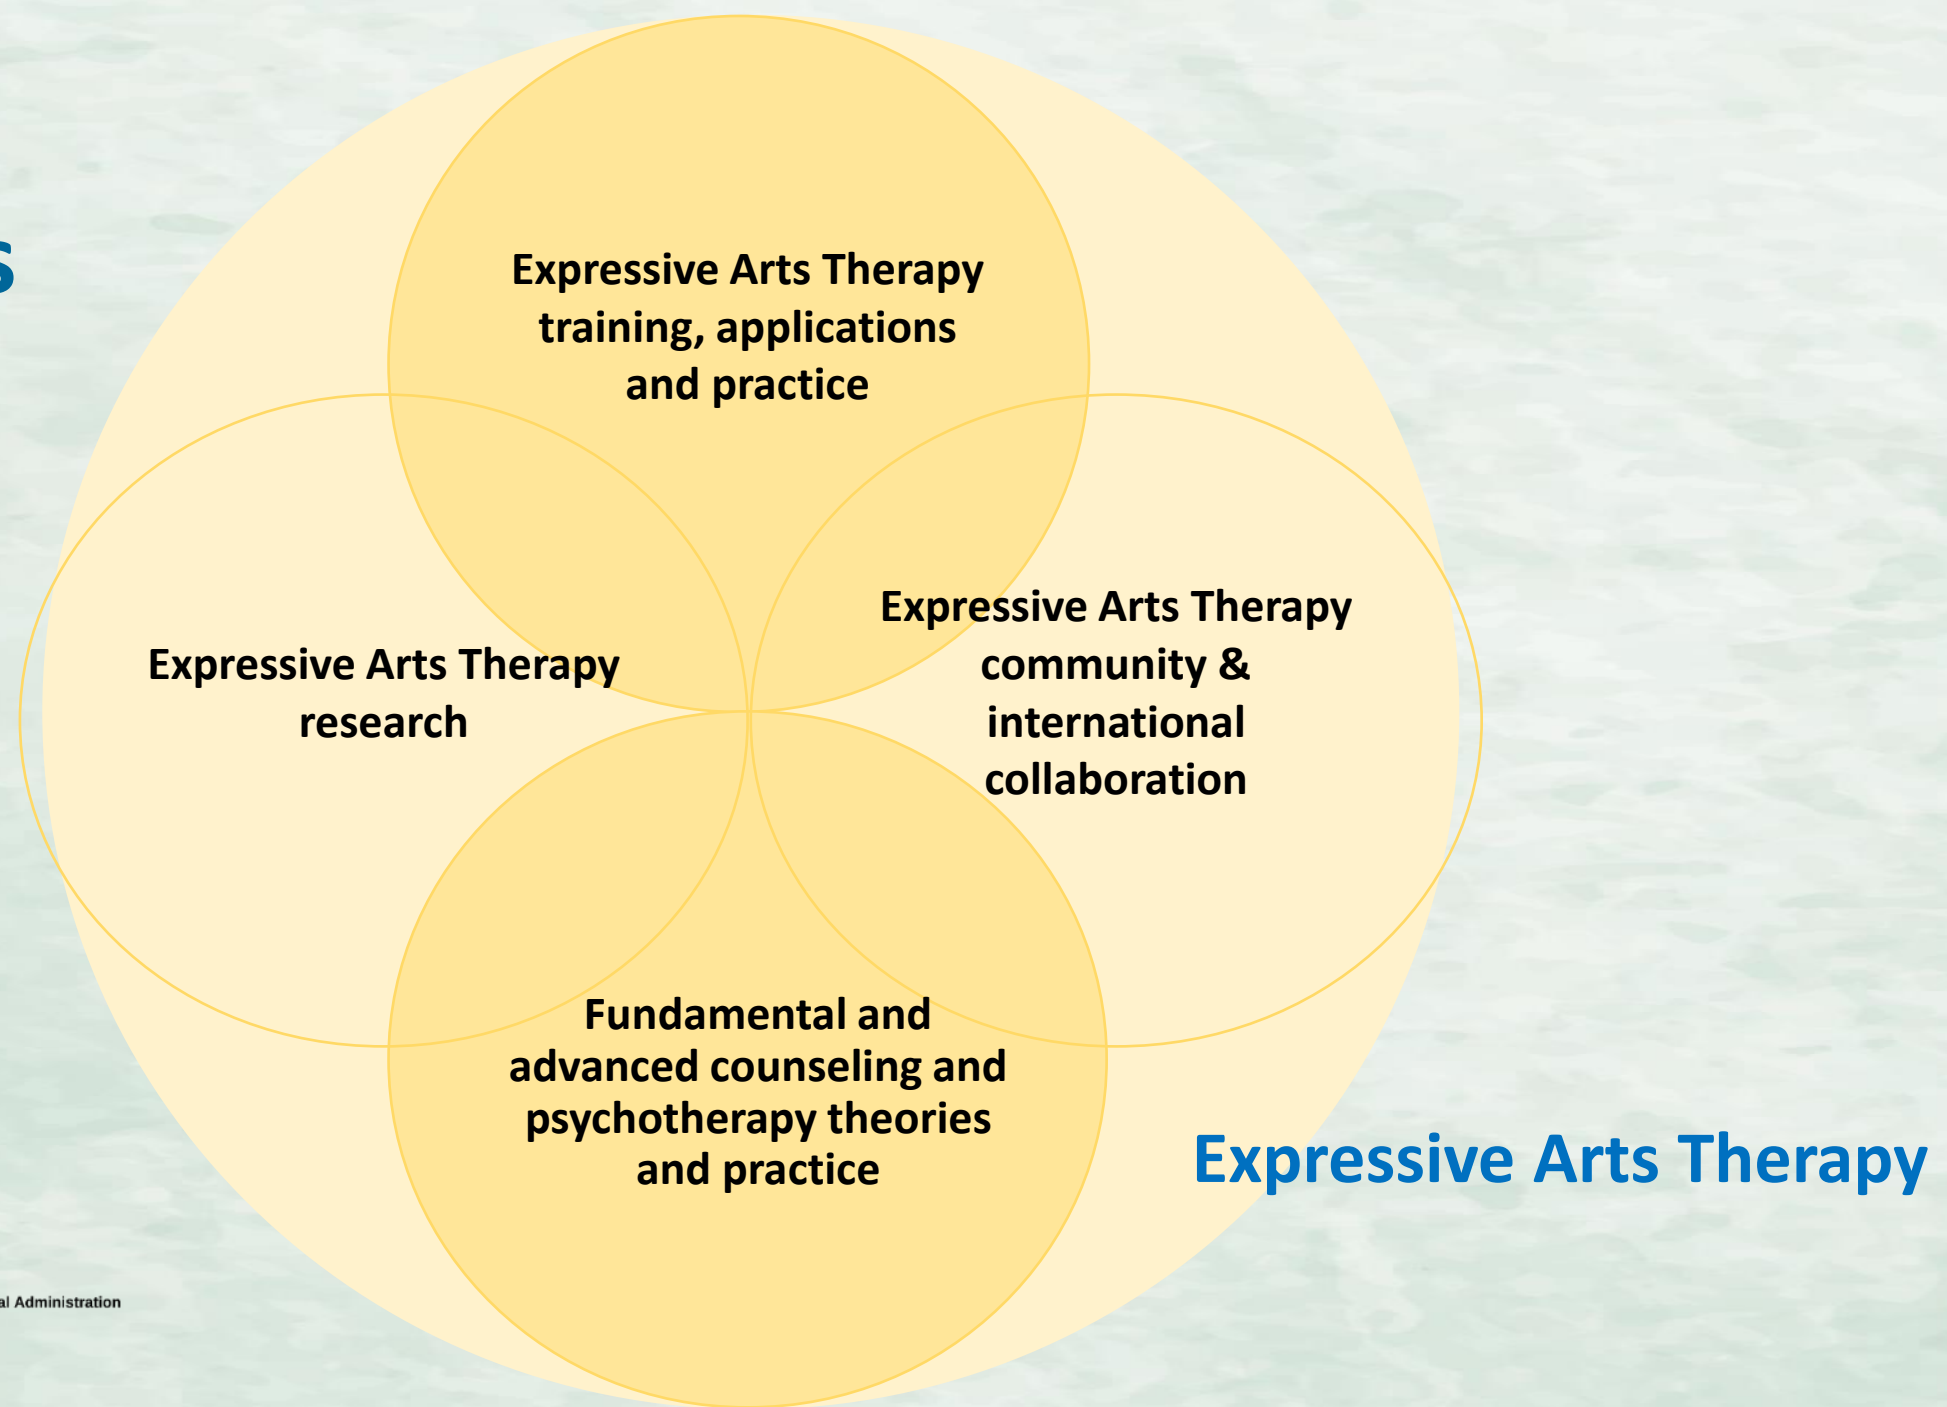 s
Expressive Arts Therapy
training, applications
and practice
Expressive Arts Therapy
research
Expressive Arts Therapy
community &
international
collaboration
Fundamental and
advanced counseling and
psychotherapy theories
and practice
Expressive Arts Therapy
al Administration